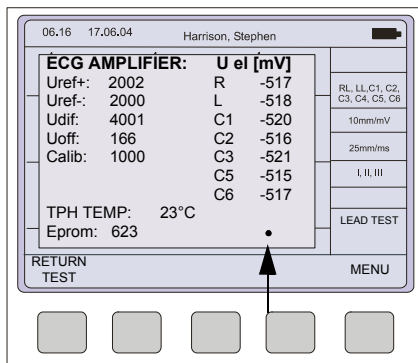 06.16 17.06.04 Harrison, Stephen
ECG AMPLIFIER: U el [mV]
Uref+: 2002 R -517
Uref-: 2000 L -518
Udif: 4001 C1 -520
Uoff: 166 C2 -516
Calib: 1000 C3 -521
C5 -515
C6 -517
TPH TEMP: 23°C
Eprom: 623
RL, LL,C1, C2,
C3, C4, C5, C6
10mm/mV
25mm/ms
I, II, III
LEAD TEST
RETURN
TEST
MENU